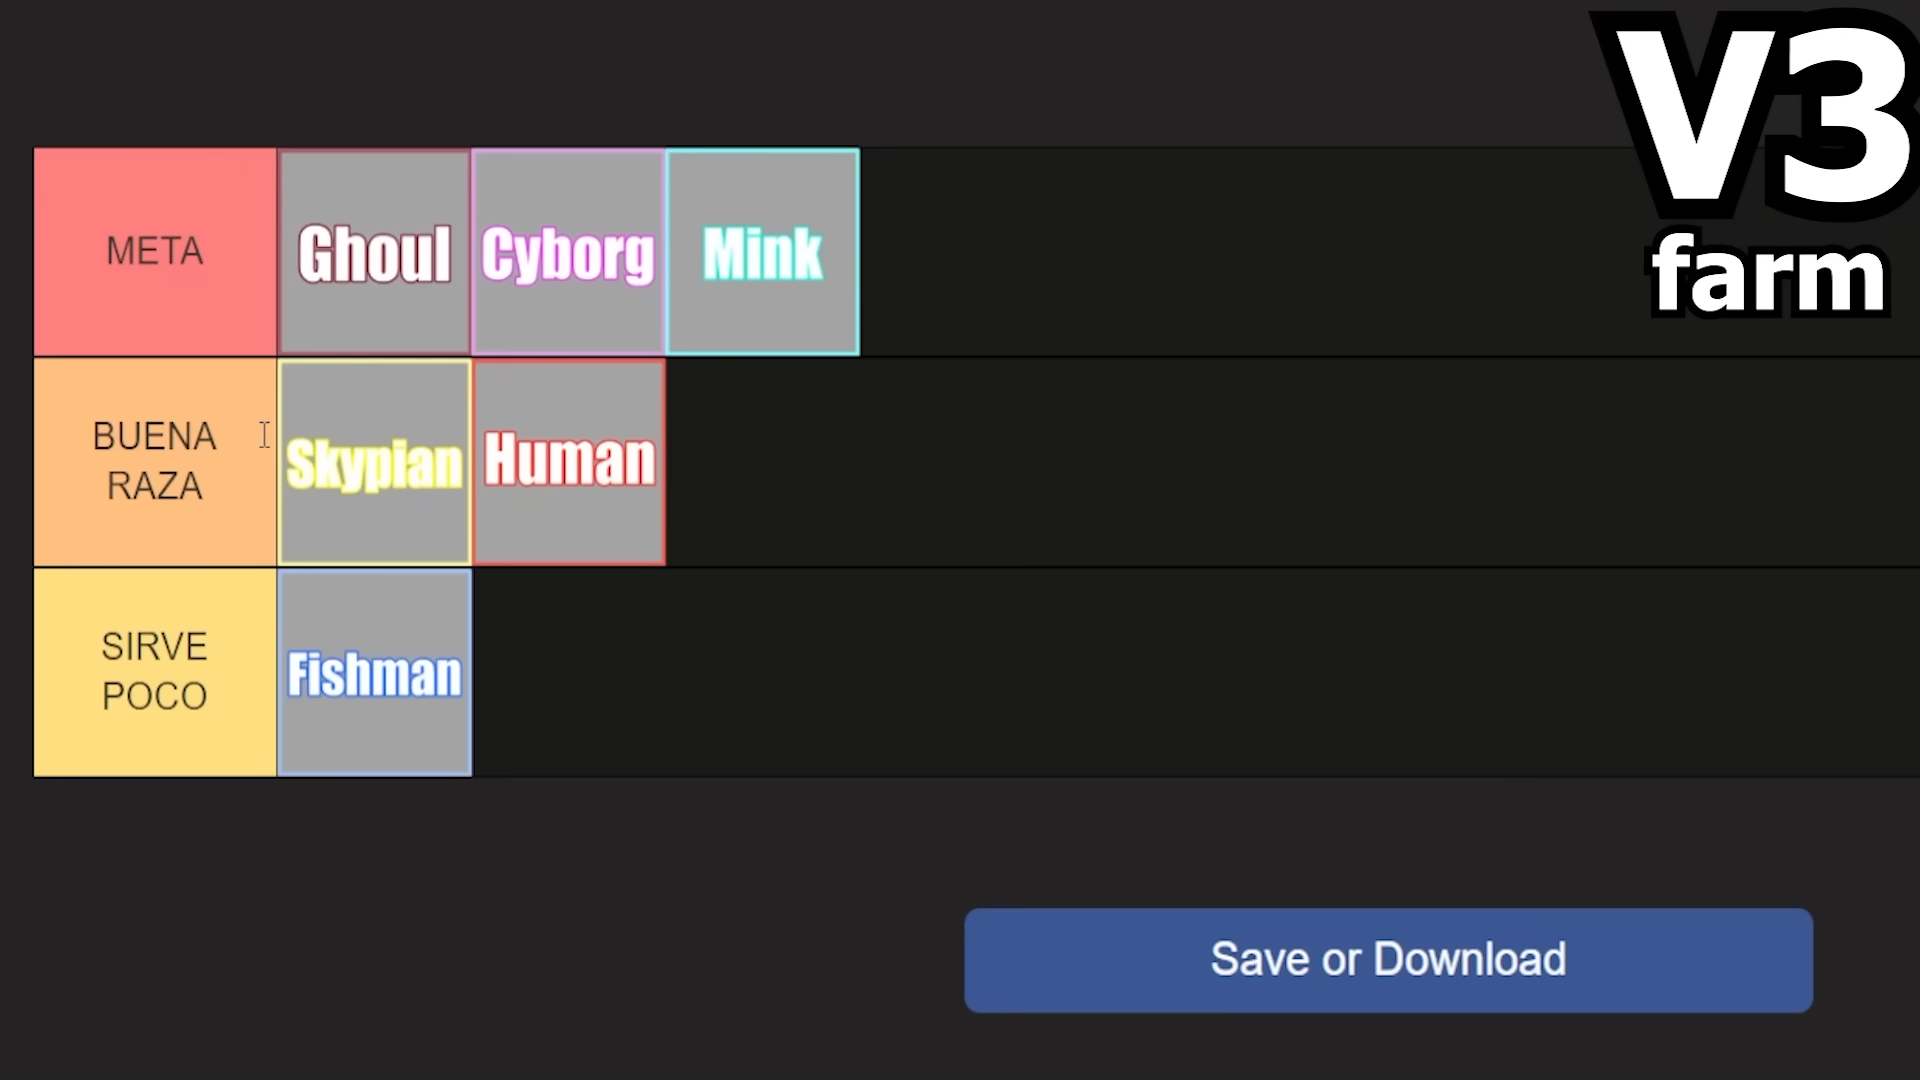 V3
farm
META
Ghoul
Cyborg
Mink
BUENA
RAZA
Skypian
Human
SIRVE
POCO
Fishman
Save or Download